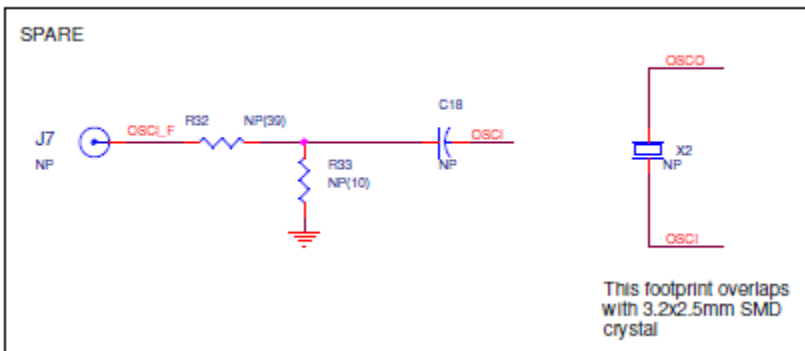 SPARE
OSCO
C18
R32 NP(39)
J7 OSCI_F OSCI
NP NP
R33
NP(10)
X2
NP
OSCI
This footprint overlaps
with 3.2x2.5mm SMD
crystal